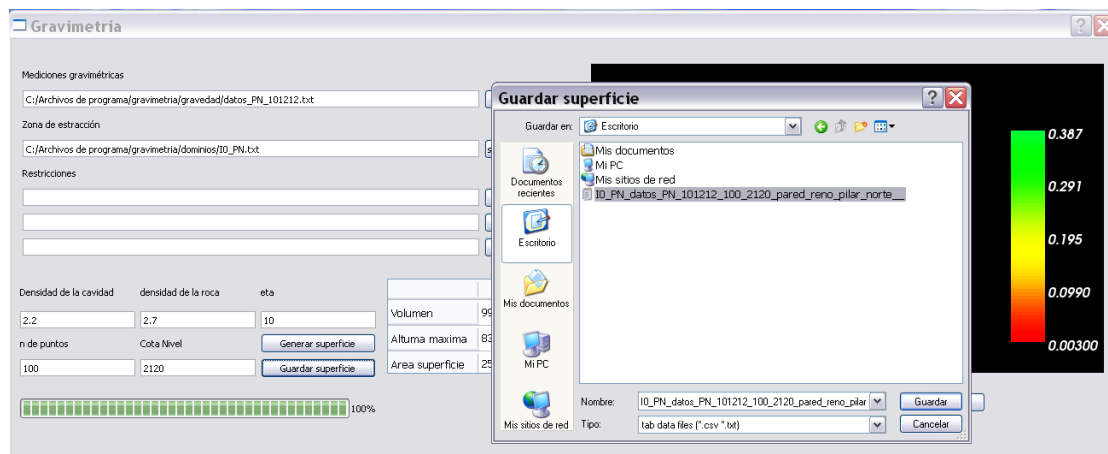 Gravimetria
Mediciones gravimétricas
C:/Archivos de programa/gravimetria/gravedad/datos_PN_101212.txt
Zona de estracción
C:/Archivos de programa/gravimetria/dominios/I0_PN.txt
s
Restricciones
Densidad de la cavidad
densidad de la roca
eta
2.2
2.7
10
n de puntos
Cota Nivel
Generar superficie
100
2120
Guardar superficie
100%
Volumen
99
Altuma maxima
83
Area superficie
25
Guardar superficie
Guardar en:
Escritorio
Documentos recientes
Escritorio
Mis documentos
Mi PC
Mis sitios de red
Mis documentos
Mi PC
Mis sitios de red
I0_PN_datos_PN_101212_100_2120_pared_reno_pilar_norte__
Nombre:
I0_PN_datos_PN_101212_100_2120_pared_reno_pilar
Guardar
Tipo:
tab data files (*.csv *.txt)
Cancelar
0.387
0.291
0.195
0.0990
0.00300